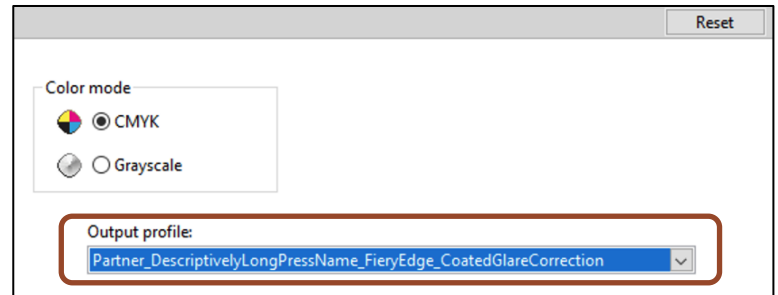 Reset
Color mode
CMYK
Grayscale
Output profile:
Partner_DescriptivelyLongPressName_FieryEdge_CoatedGlareCorrection